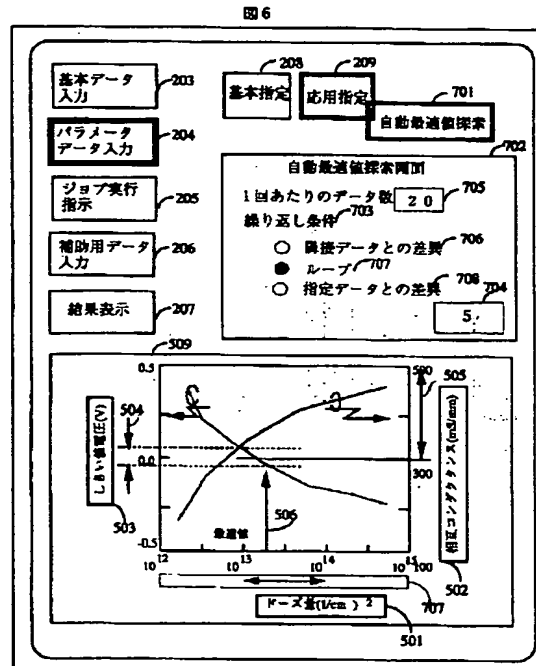 図6
基本データ
入力
203
208
基本指定
209
応用指定
701
自動最適値探索
パラメータ
データ入力
204
702
自動最適値探索画面
1回あたりのデータ数
20
705
繰り返し条件
703
ジョブ実行
指示
205
隣接データとの差異
706
ループ
707
指定データとの差異
708
704
5
補助用データ
入力
206
結果表示
207
509
0.3
500
505
504
しきい値電圧(V)
0.0
300
相互コンダクタンス(mS/mm)
503
506
502
最適値
-0.5
100
10 12
10 13
10 14
10 15
707
ドーズ量(1/cm ) 2
501